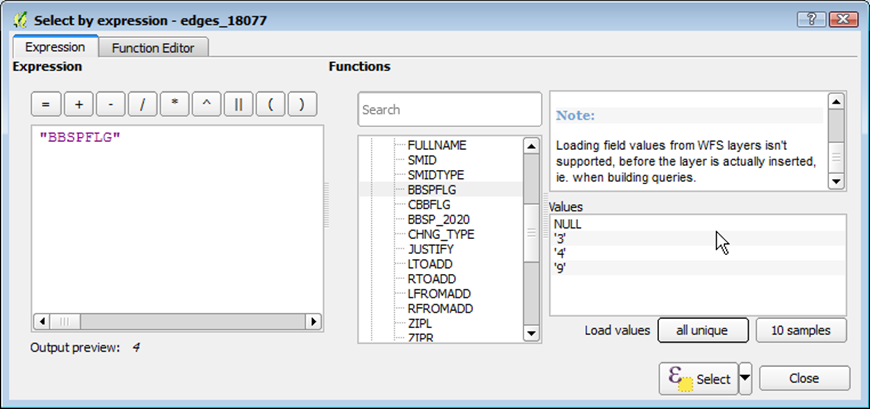 Select by expression - edges_18077
Expression
Function Editor
Expression
Functions
= + - / * ^ || ( )
"BBSPFLG"
Output preview: 4
Search
FULLNAME
SMID
SMIDTYPE
BBSPFLG
CBBFLG
BBSP_2020
CHNG_TYPE
JUSTIFY
LTOADD
RTOADD
LFROMADD
RFROMADD
ZIPL
ZIPR
Note:
Loading field values from WFS layers isn't
supported, before the layer is actually inserted,
ie. when building queries.
Values
NULL
'3'
'4'
'9'
Load values all unique 10 samples
ε Select Close